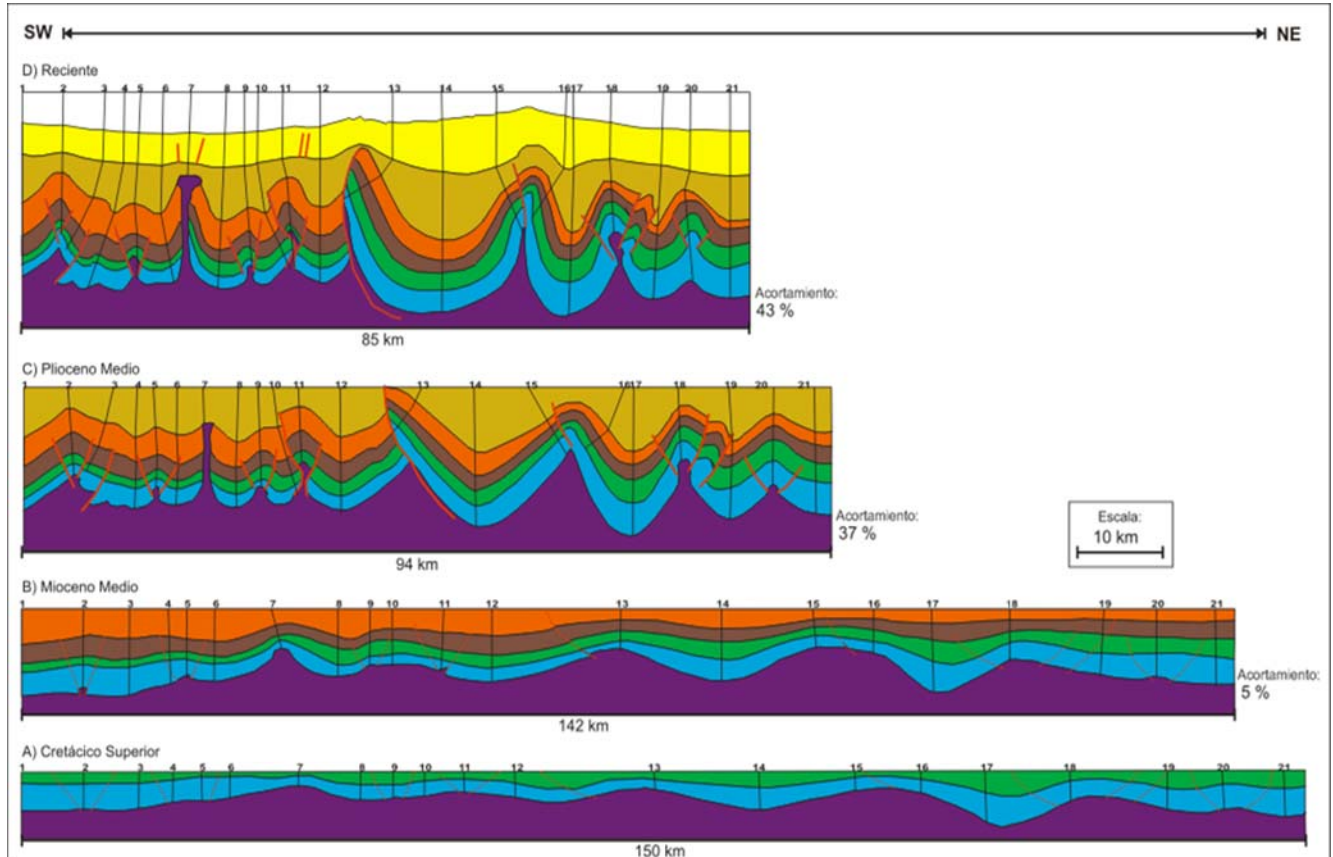 SW NE
D) Reciente
1 2 3 4 5 6 7 8 9 10 11 12 13 14 15 16 17 18 19 20 21
Acortamiento:
43 %
85 km
C) Plioceno Medio
1 2 3 4 5 6 7 8 9 10 11 12 13 14 15 16 17 18 19 20 21
Acortamiento:
37 %
94 km
Escala:
10 km
B) Mioceno Medio
1 2 3 4 5 6 7 8 9 10 11 12 13 14 15 16 17 18 19 20 21
Acortamiento:
5 %
142 km
A) Cretácico Superior
1 2 3 4 5 6 7 8 9 10 11 12 13 14 15 16 17 18 19 20 21
150 km